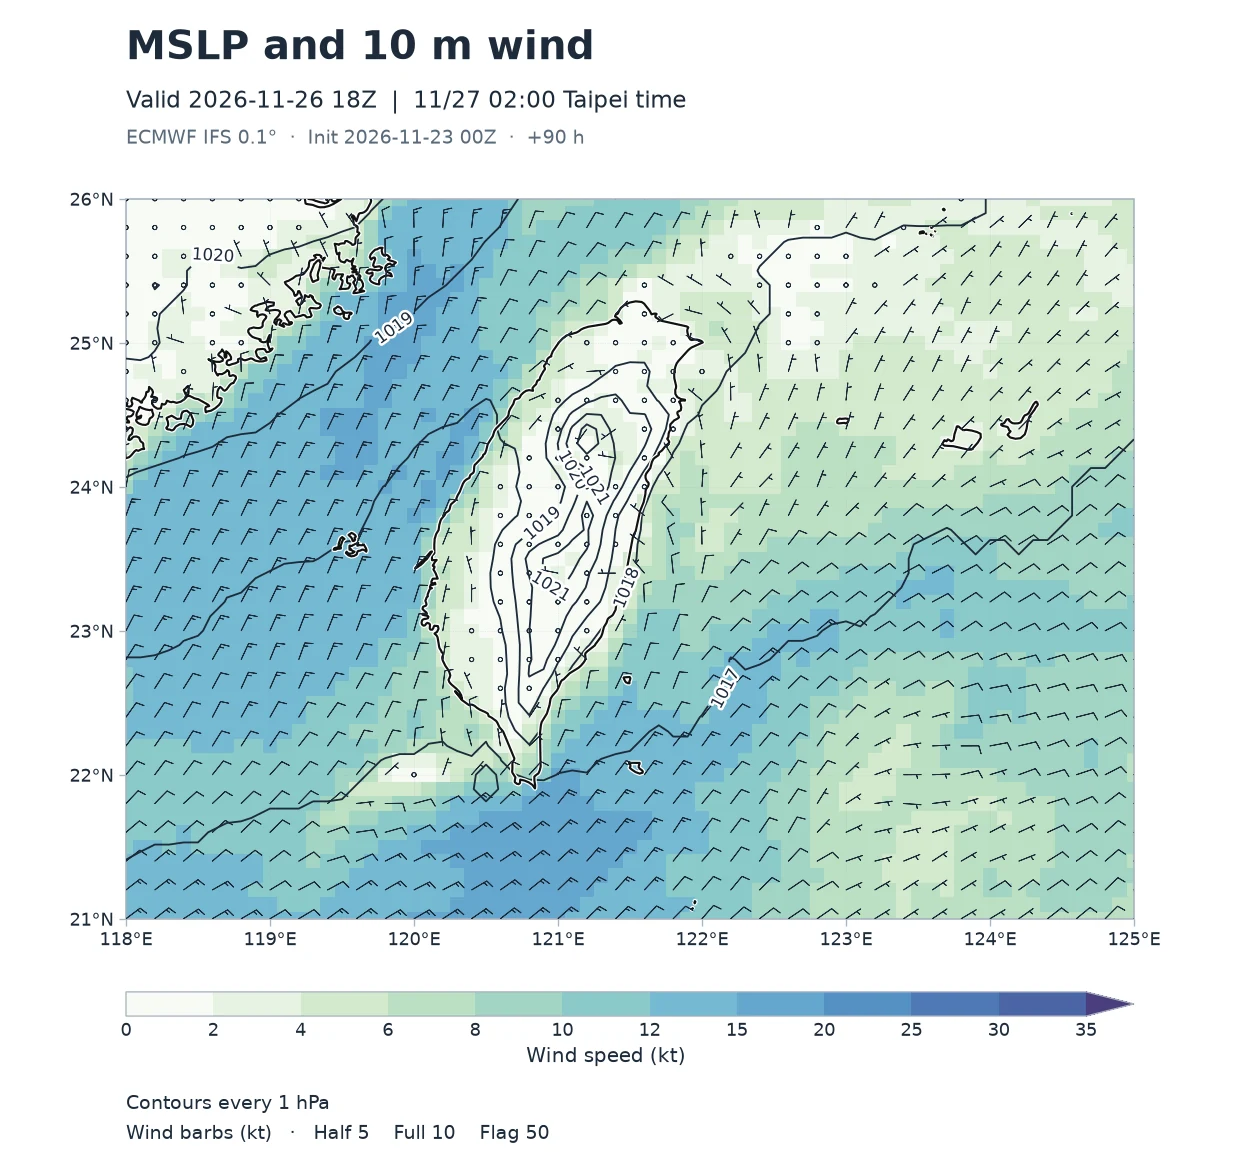 MSLP and 10 m wind
Valid 2026-11-26 18Z | 11/27 02:00 Taipei time
ECMWF IFS 0.1° · Init 2026-11-23 00Z · +90 h
26°N
25°N
24°N
23°N
22°N
21°N
1020
1019
1020
1021
1019
1021
1018
1017
118°E 119°E 120°E 121°E 122°E 123°E 124°E 125°E
0 2 4 6 8 10 12 15 20 25 30 35
Wind speed (kt)
Contours every 1 hPa
Wind barbs (kt) · Half 5 Full 10 Flag 50